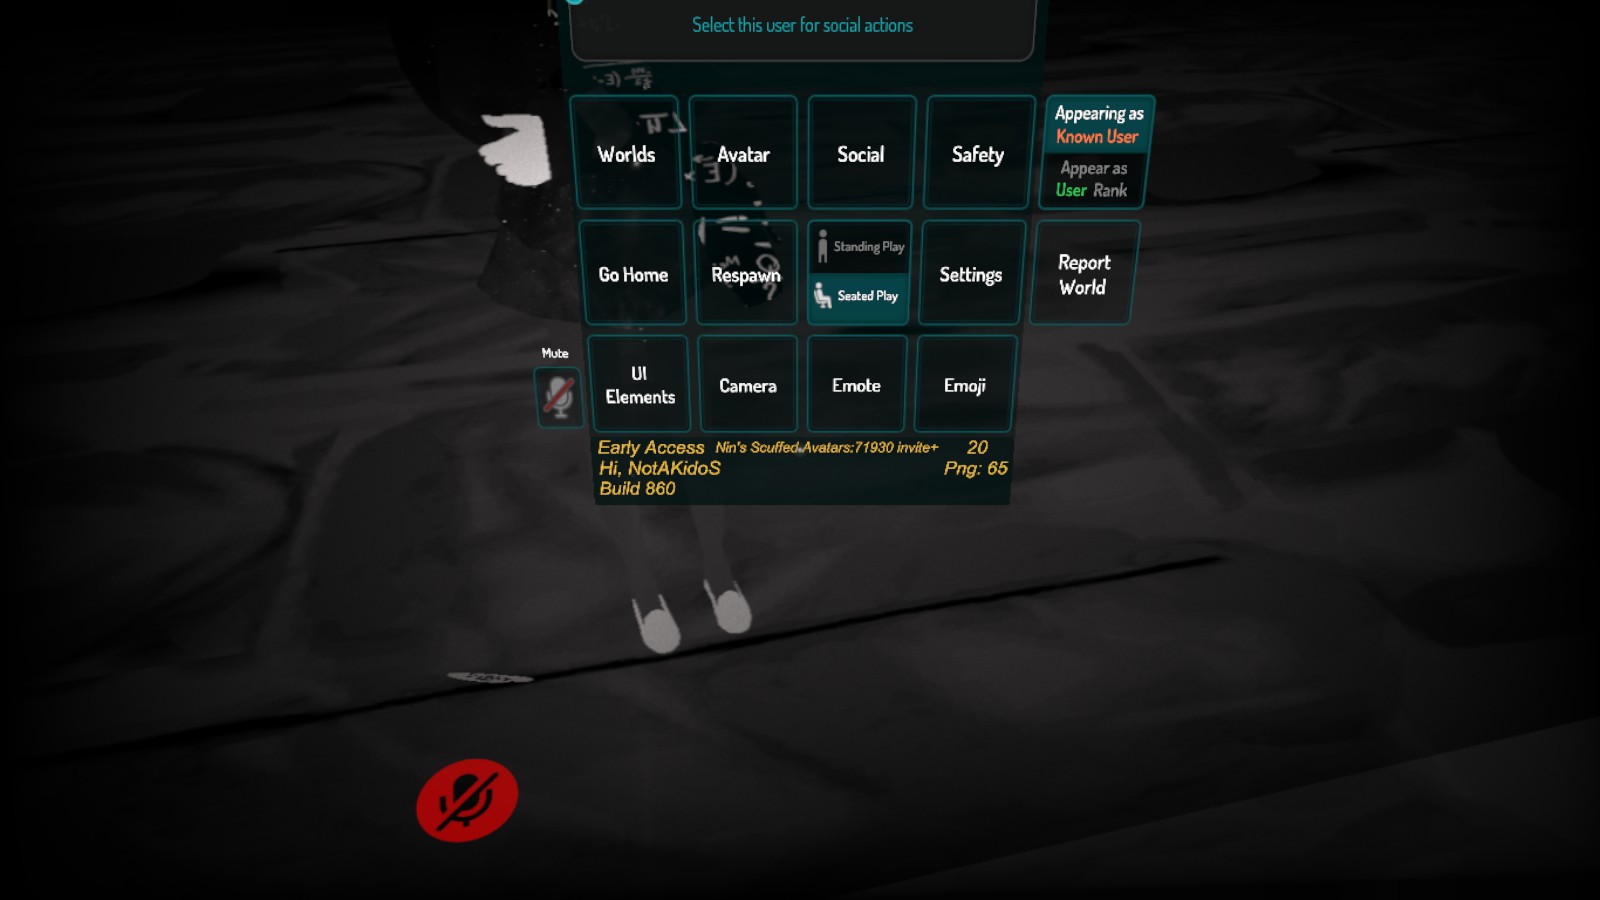 Select this user for social actions
Worlds
Avatar
Social
Safety
Appearing as
Known User
Appear as
User Rank
Go Home
Respawn
Standing Play
Seated Play
Settings
Report
World
Mute
UI
Elements
Camera
Emote
Emoji
Early Access Nin's Scuffed Avatars:71930 invite+ 20
Hi, NotAKidoS Png: 65
Build 860